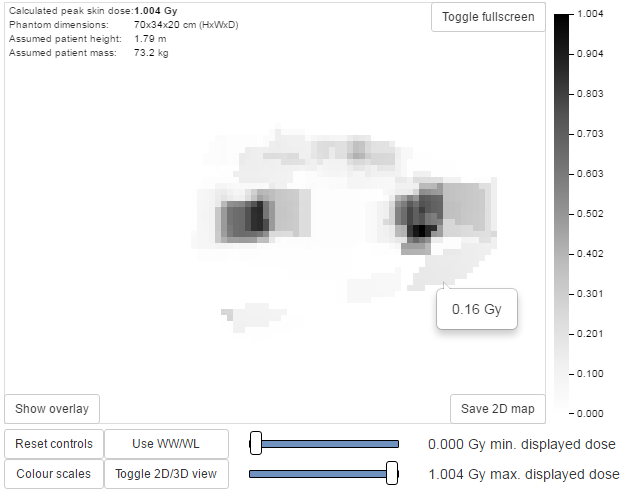 Calculated peak skin dose:1.004 Gy
Phantom dimensions: 70x34x20 cm (HxWxD)
Assumed patient height: 1.79 m
Assumed patient mass: 73.2 kg
Toggle fullscreen
1.004
0.904
0.804
0.703
0.603
0.502
0.402
0.301
0.201
0.100
0.000
0.16 Gy
Show overlay
Save 2D map
Reset controls
Use WW/WL
0.000 Gy min. displayed dose
Colour scales
Toggle 2D/3D view
1.004 Gy max. displayed dose